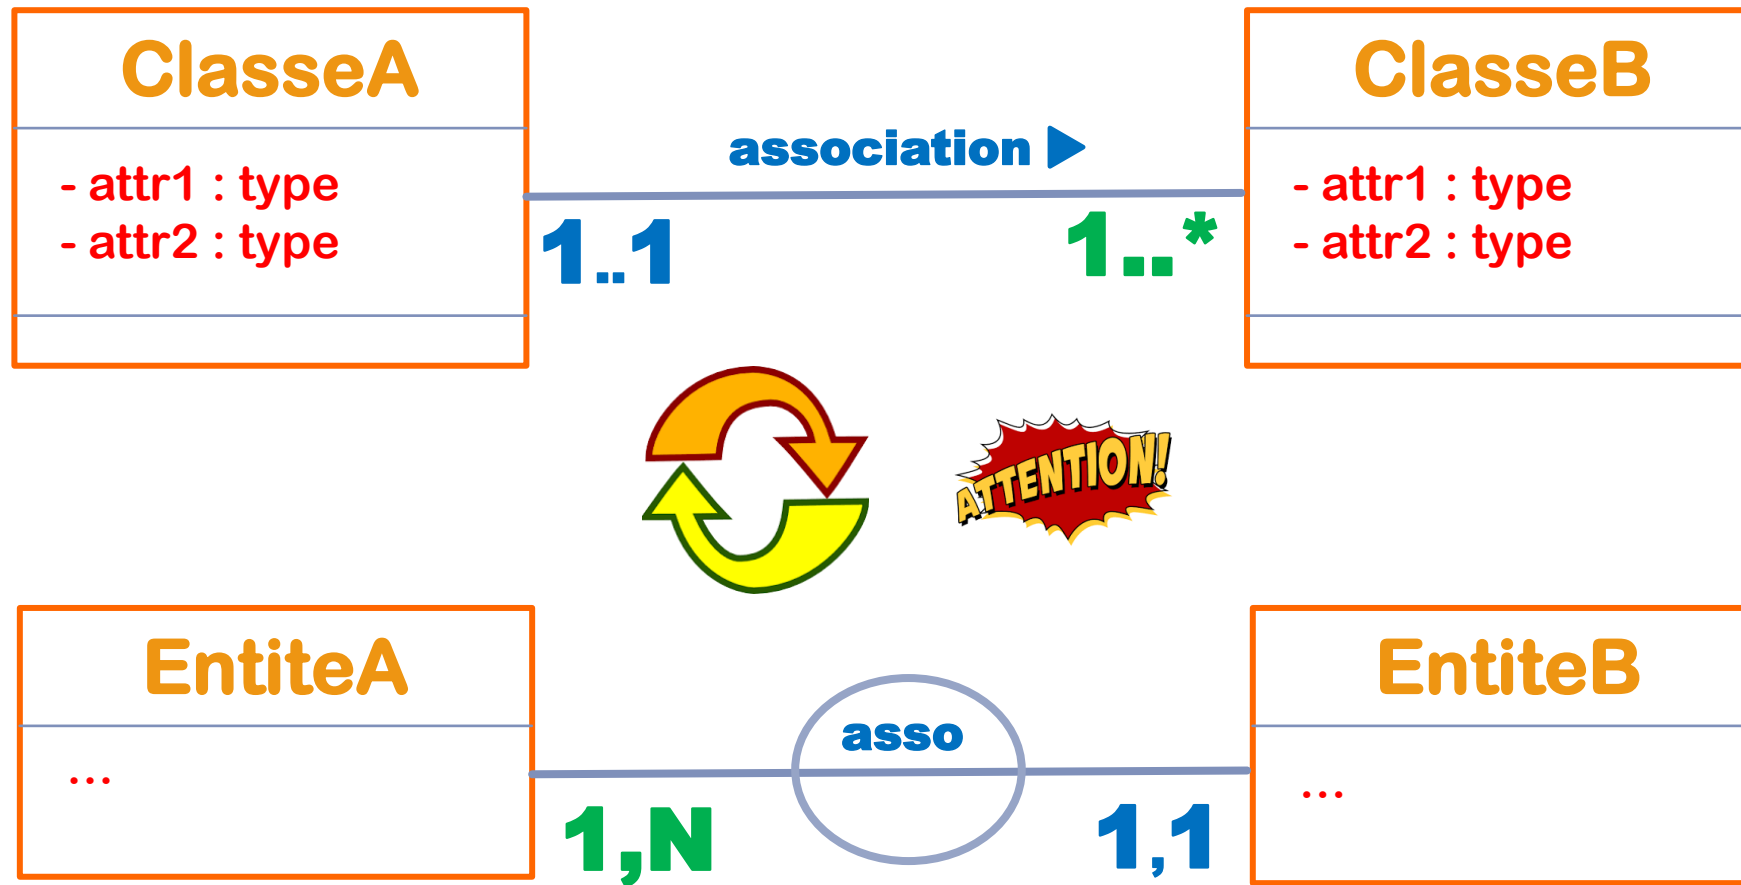 ClasseA
ClasseB
association
- attr1 : type
- attr2 : type
- attr1 : type
- attr2 : type
1..1
1..*
ATTENTION!
EntiteA
EntiteB
asso
...
...
1,N
1,1